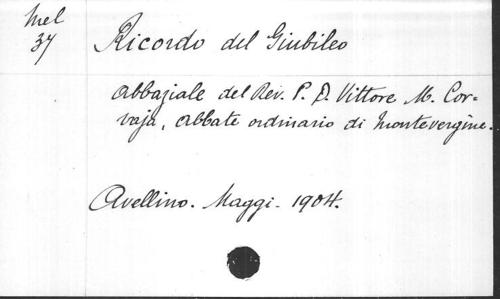 Mel
37
Ricordo del Giubileo
abbaziale del Rev. P. D. Vittore M. Cor=
vaja, Abbate ordinario di Montevergine.
Avellino. Maggi. 1904.